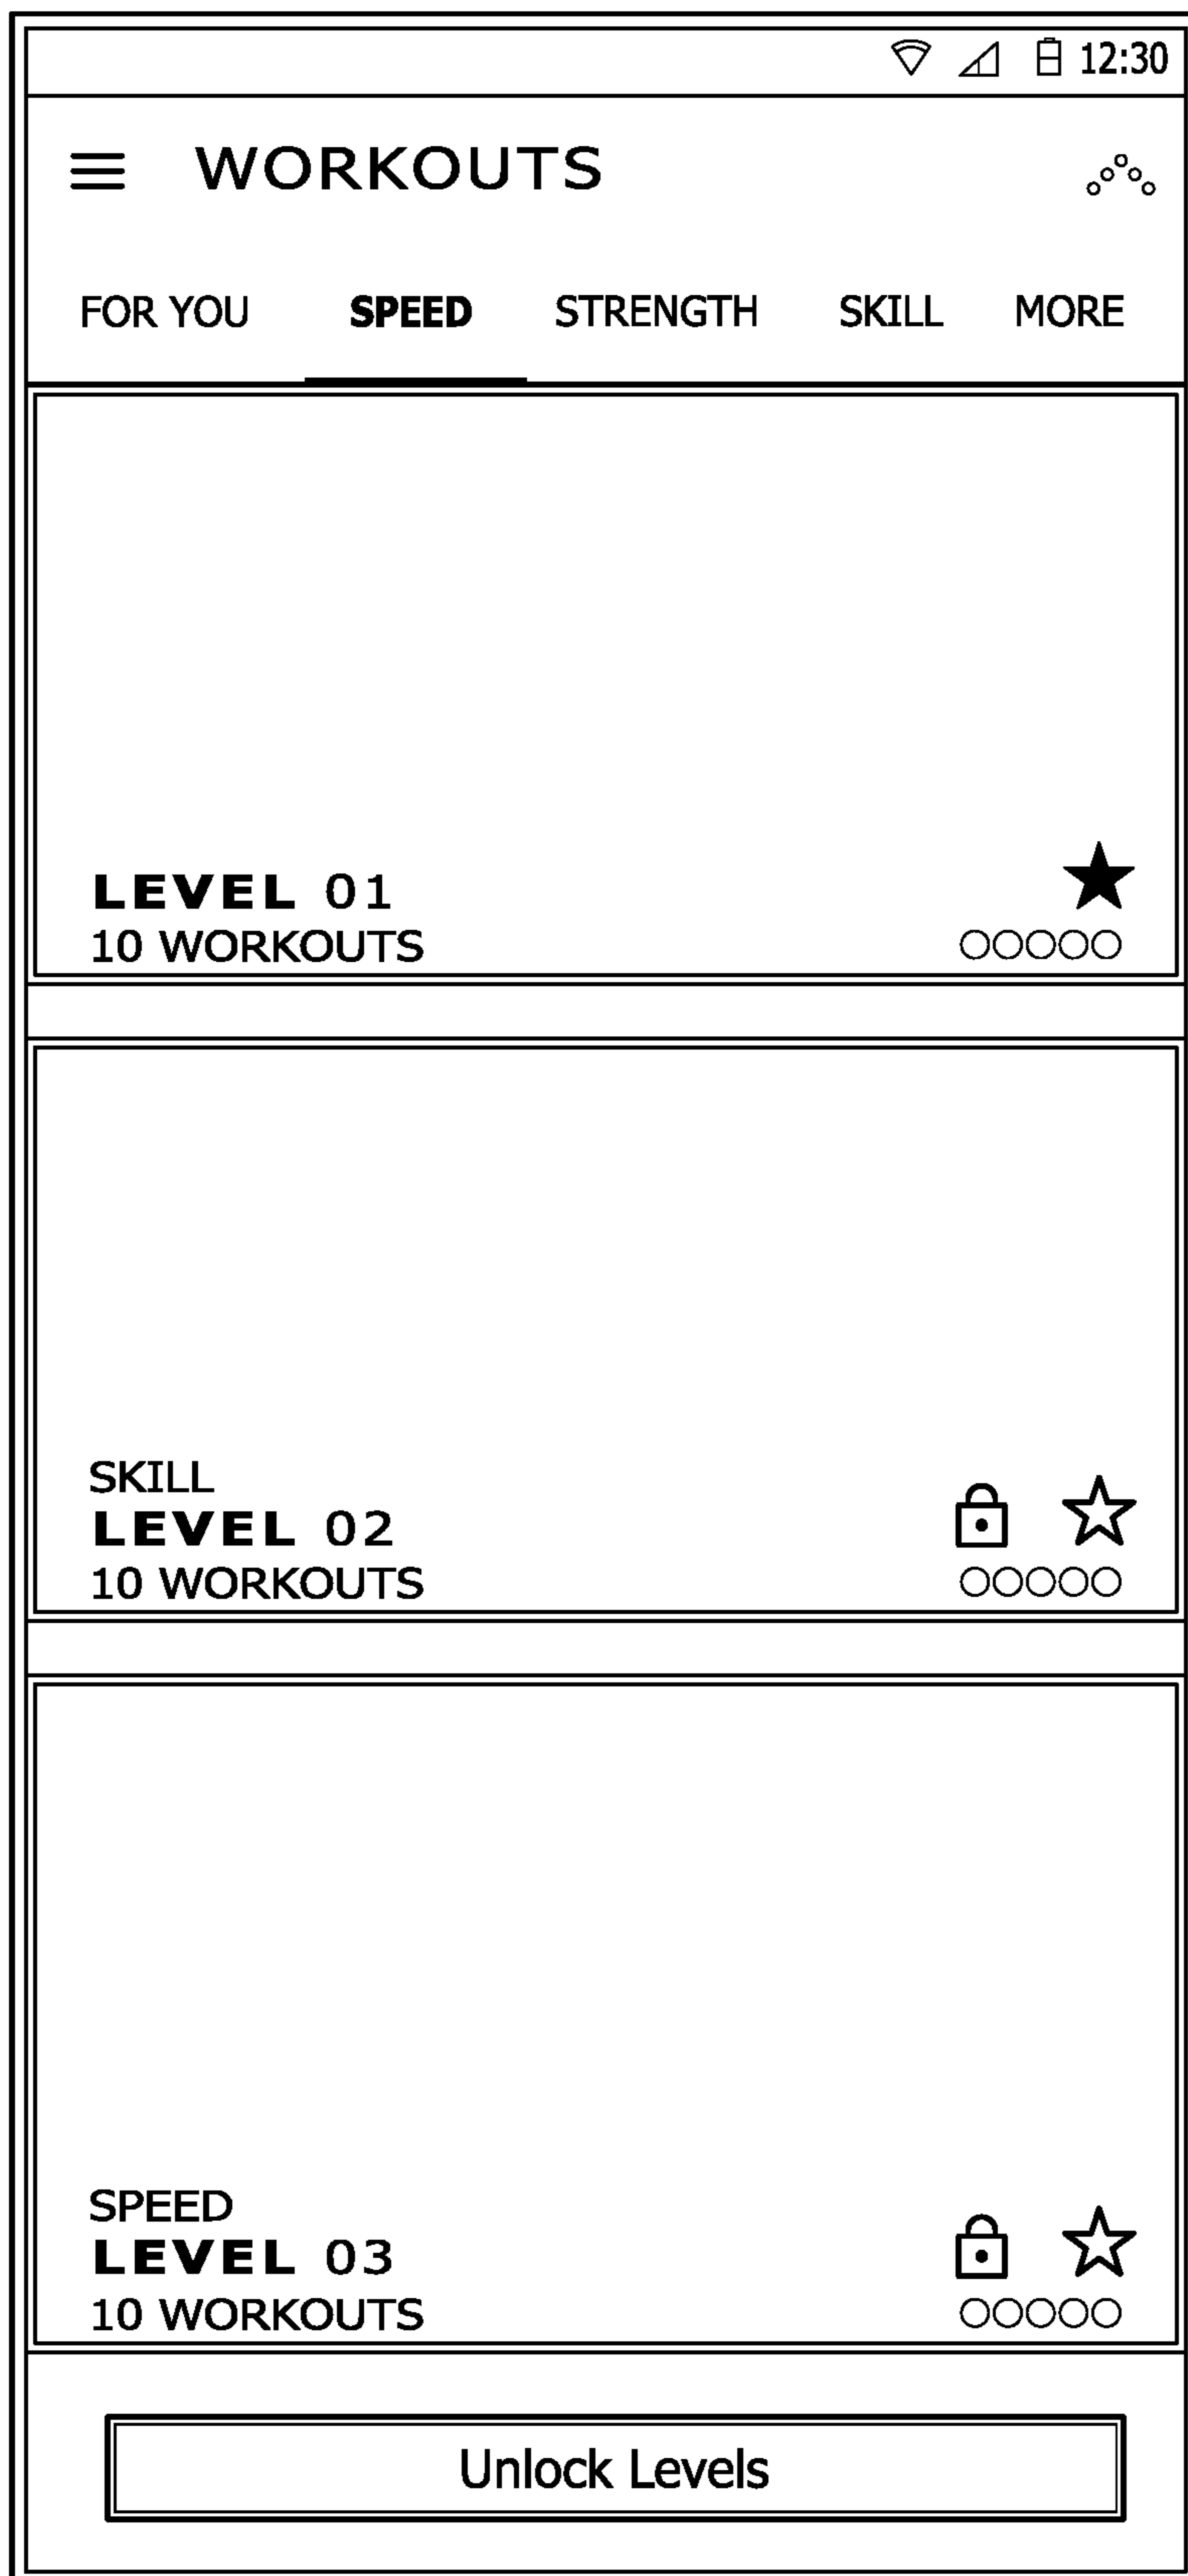 12:30
WORKOUTS
FOR YOU SPEED STRENGTH SKILL MORE
LEVEL 01
10 WORKOUTS
SKILL
LEVEL 02
10 WORKOUTS
SPEED
LEVEL 03
10 WORKOUTS
Unlock Levels